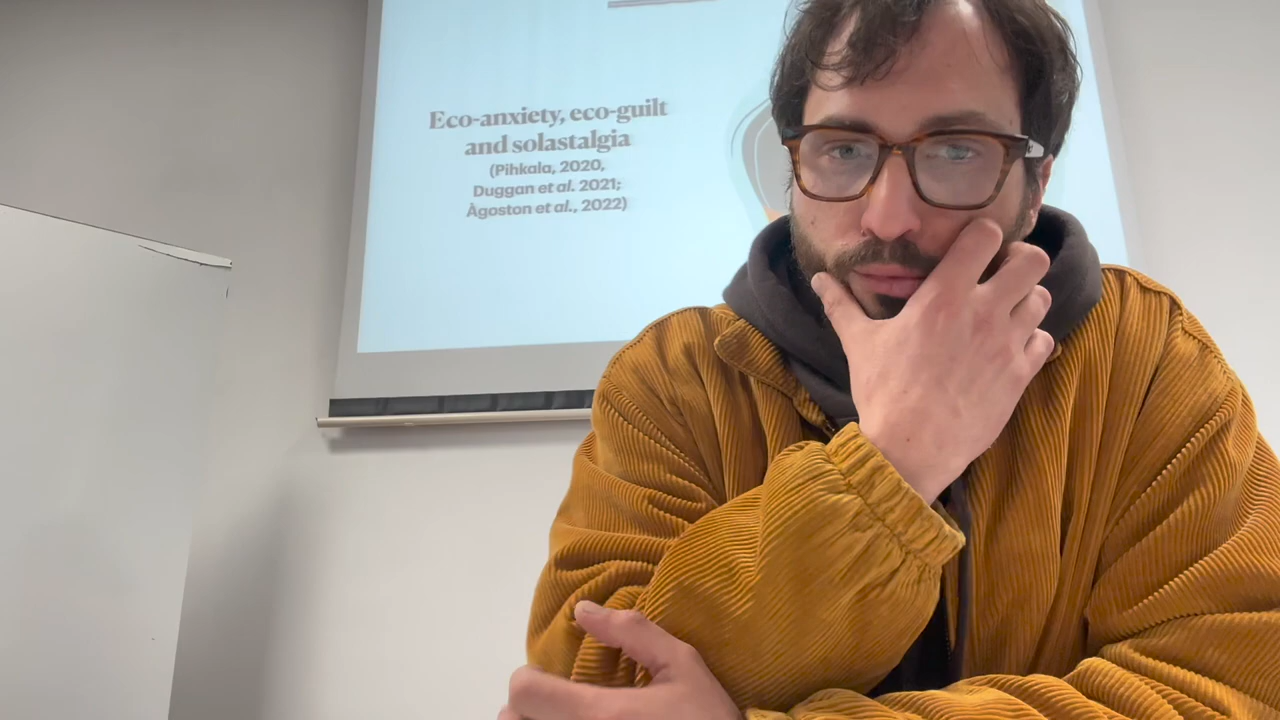 Eco-anxiety, eco-guilt
and solastalgia
(Pihkala, 2020,
Duggan et al. 2021;
Àgoston et al., 2022)